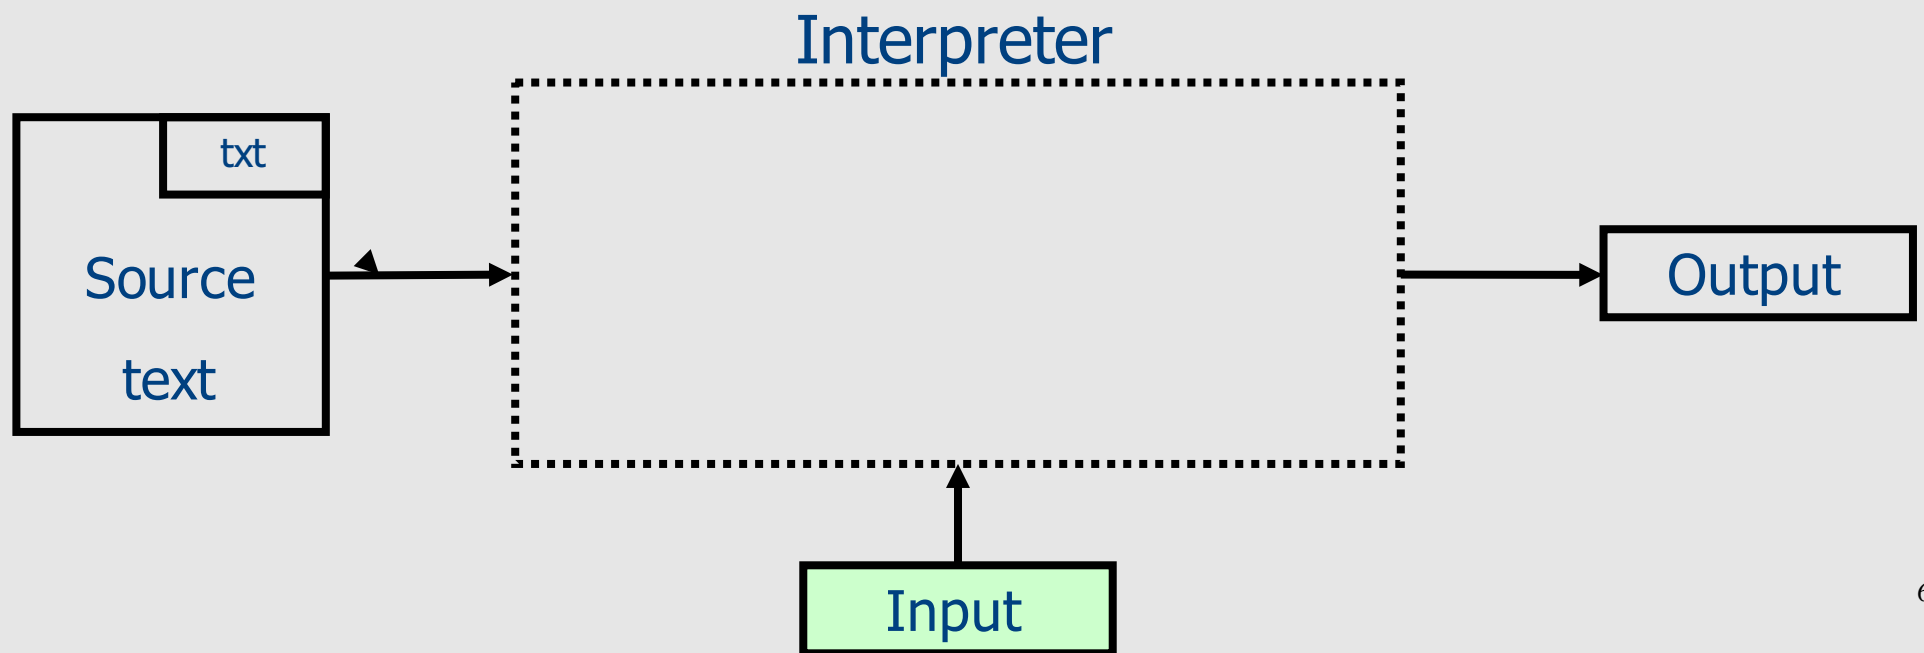 Interpreter
txt
Source
text
Output
Input